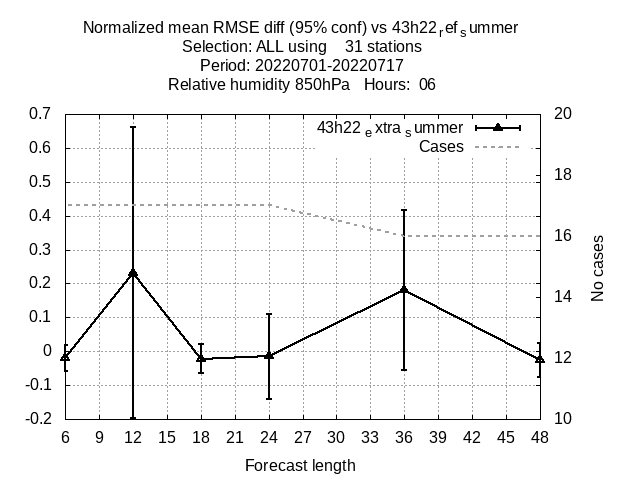 Normalized mean RMSE diff (95% conf) vs 43h22refsummer
Selection: ALL using 31 stations
Period: 20220701-20220717
Relative humidity 850hPa Hours: 06
43h22 extrasummer
Cases
0.7
0.6
0.5
0.4
0.3
0.2
0.1
0
-0.1
-0.2
20
18
16
14
12
10
No cases
6 9 12 15 18 21 24 27 30 33 36 39 42 45 48
Forecast length